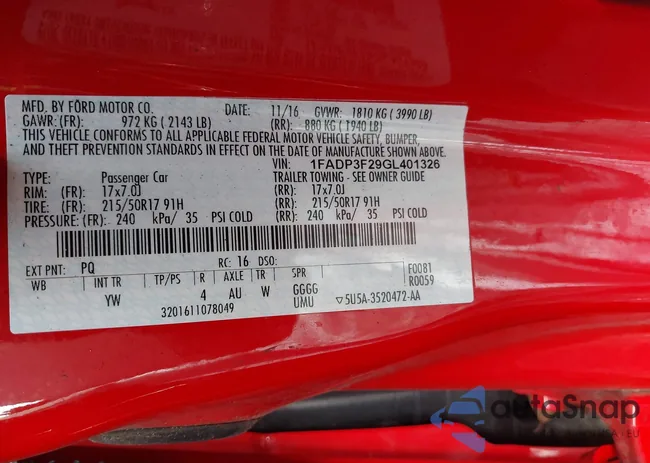 MFD. BY FORD MOTOR CO. DATE: 11/16 GVWR: 1810 KG ( 3990 LB)
GAWR: (FR): 972 KG ( 2143 LB) (RR): 880 KG ( 1940 LB)
THIS VEHICLE CONFORMS TO ALL APPLICABLE FEDERAL MOTOR VEHICLE SAFETY, BUMPER,
AND THEFT PREVENTION STANDARDS IN EFFECT ON THE DATE OF MANUFACTURE SHOWN ABOVE.
VIN: 1FADP3F29GL401326
TYPE: Passenger Car TRAILER TOWING - SEE OWNER GUIDE
RIM: (FR): 17x7.0J (RR): 17x7.0J
TIRE: (FR): 215/50R17 91H (RR): 215/50R17 91H
PRESSURE: (FR): 240 kPa/ 35 PSI COLD (RR): 240 kPa/ 35 PSI COLD
EXT PNT: PQ RC: 16 DSO: F0081
WB INT TR TP/PS R AXLE TR SPR R0059
YW 4 AU W GGGG
UMU ▽5U5A-3520472-AA
3201611078049
autoSnap